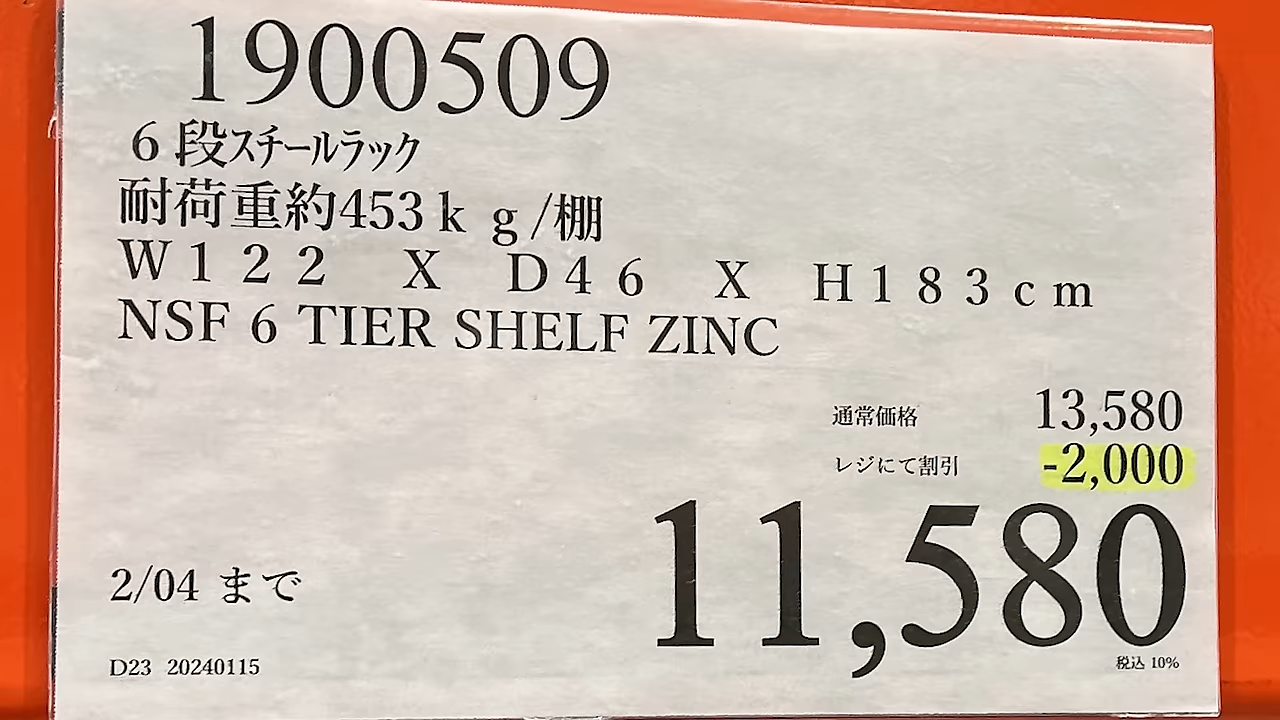 1900509
6段スチールラック
耐荷重約453ｋｇ/棚
Ｗ１２２　Ｘ　Ｄ４６　Ｘ　Ｈ１８３ｃｍ
NSF 6 TIER SHELF ZINC
通常価格 13,580
レジにて割引 -2,000
11,580
2/04 まで
税込 10%
D23 20240115